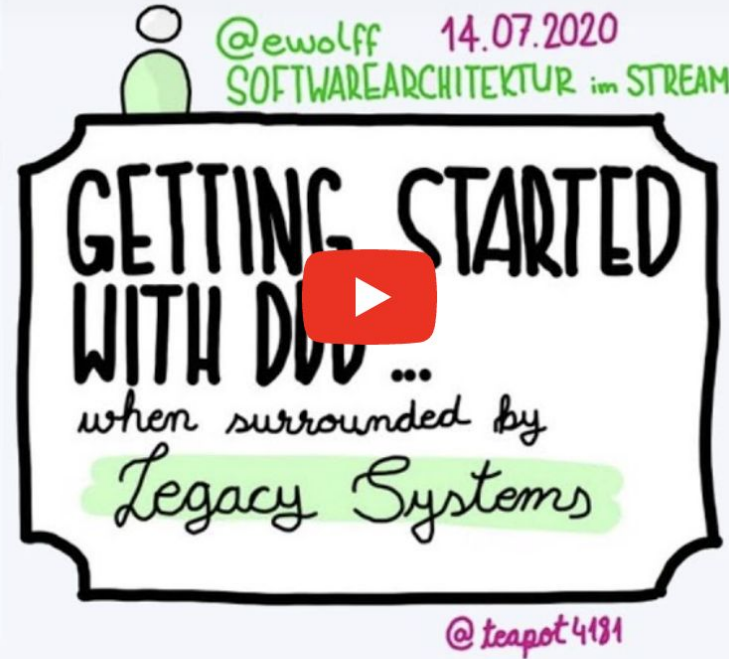 @ewolff 14.07.2020
SOFTWAREARCHITEKTUR im STREAM
GETTING STARTED
WITH DDD ...
when surrounded by
Legacy Systems
@teapot4181